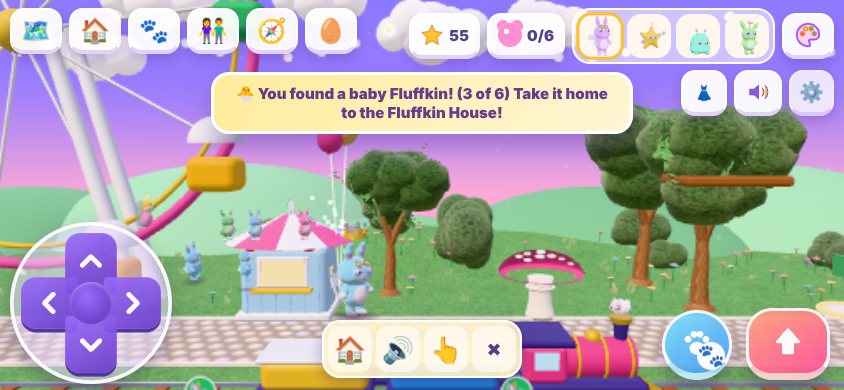 55
0/6
🐣 You found a baby Fluffkin! (3 of 6) Take it home
to the Fluffkin House!